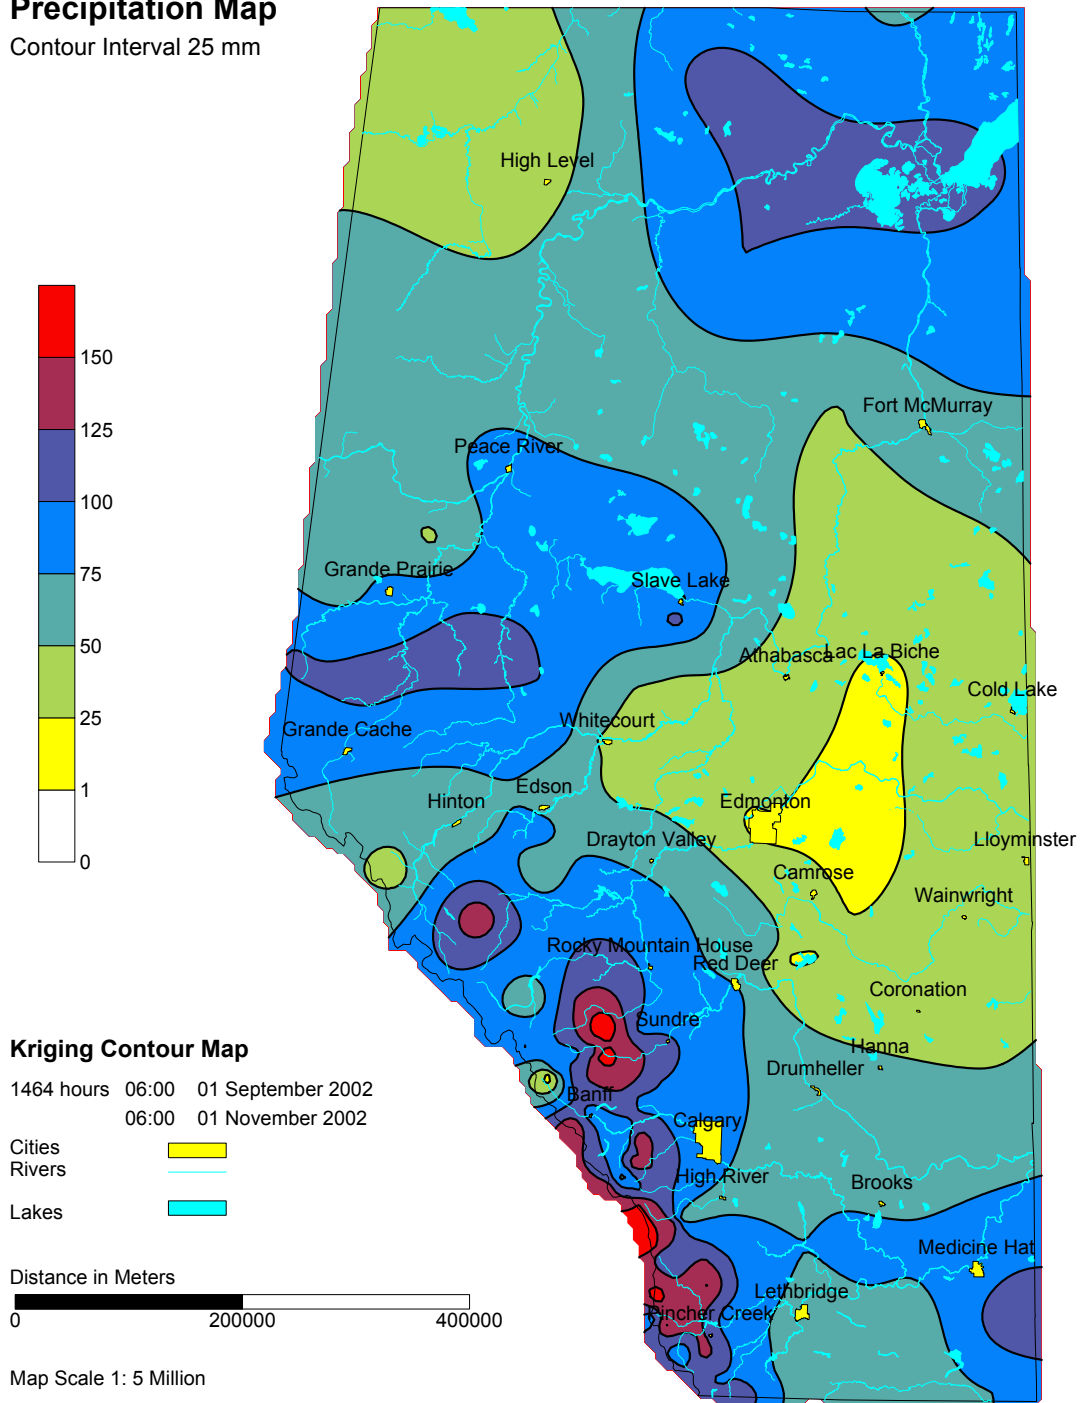 Precipitation Map
Contour Interval 25 mm
High Level
150
125
100
75
50
25
1
0
Fort McMurray
Peace River
Grande Prairie
Slave Lake
Athabasca
Lac La Biche
Cold Lake
Whitecourt
Grande Cache
Edson
Hinton
Edmonton
Drayton Valley
Lloyminster
Camrose
Wainwright
Rocky Mountain House
Red Deer
Coronation
Sundre
Hanna
Drumheller
Banff
Calgary
High River
Brooks
Medicine Hat
Lethbridge
Pincher Creek
Kriging Contour Map
1464 hours 06:00 01 September 2002
06:00 01 November 2002
Cities
Rivers
Lakes
Distance in Meters
0 200000 400000
Map Scale 1: 5 Million